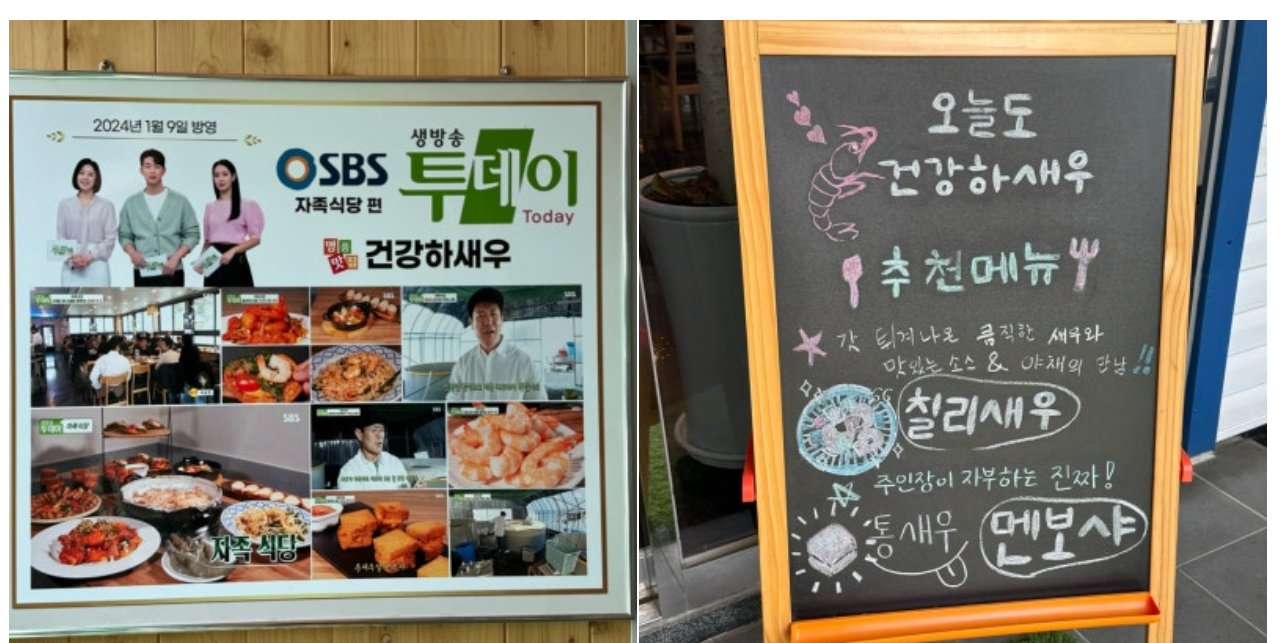 2024년 1월 9일 방영
SBS
자족식당 편
생방송
투데이
Today
명품
맛집
건강하새우
SBS
SBS
자족 식당
오늘도
건강하새우
추천메뉴
갓 튀겨나온 큼직한 새우와
맛있는 소스 & 야채의 만남!!
칠리새우
주인장이 자부하는 진짜!
통새우
멘보샤